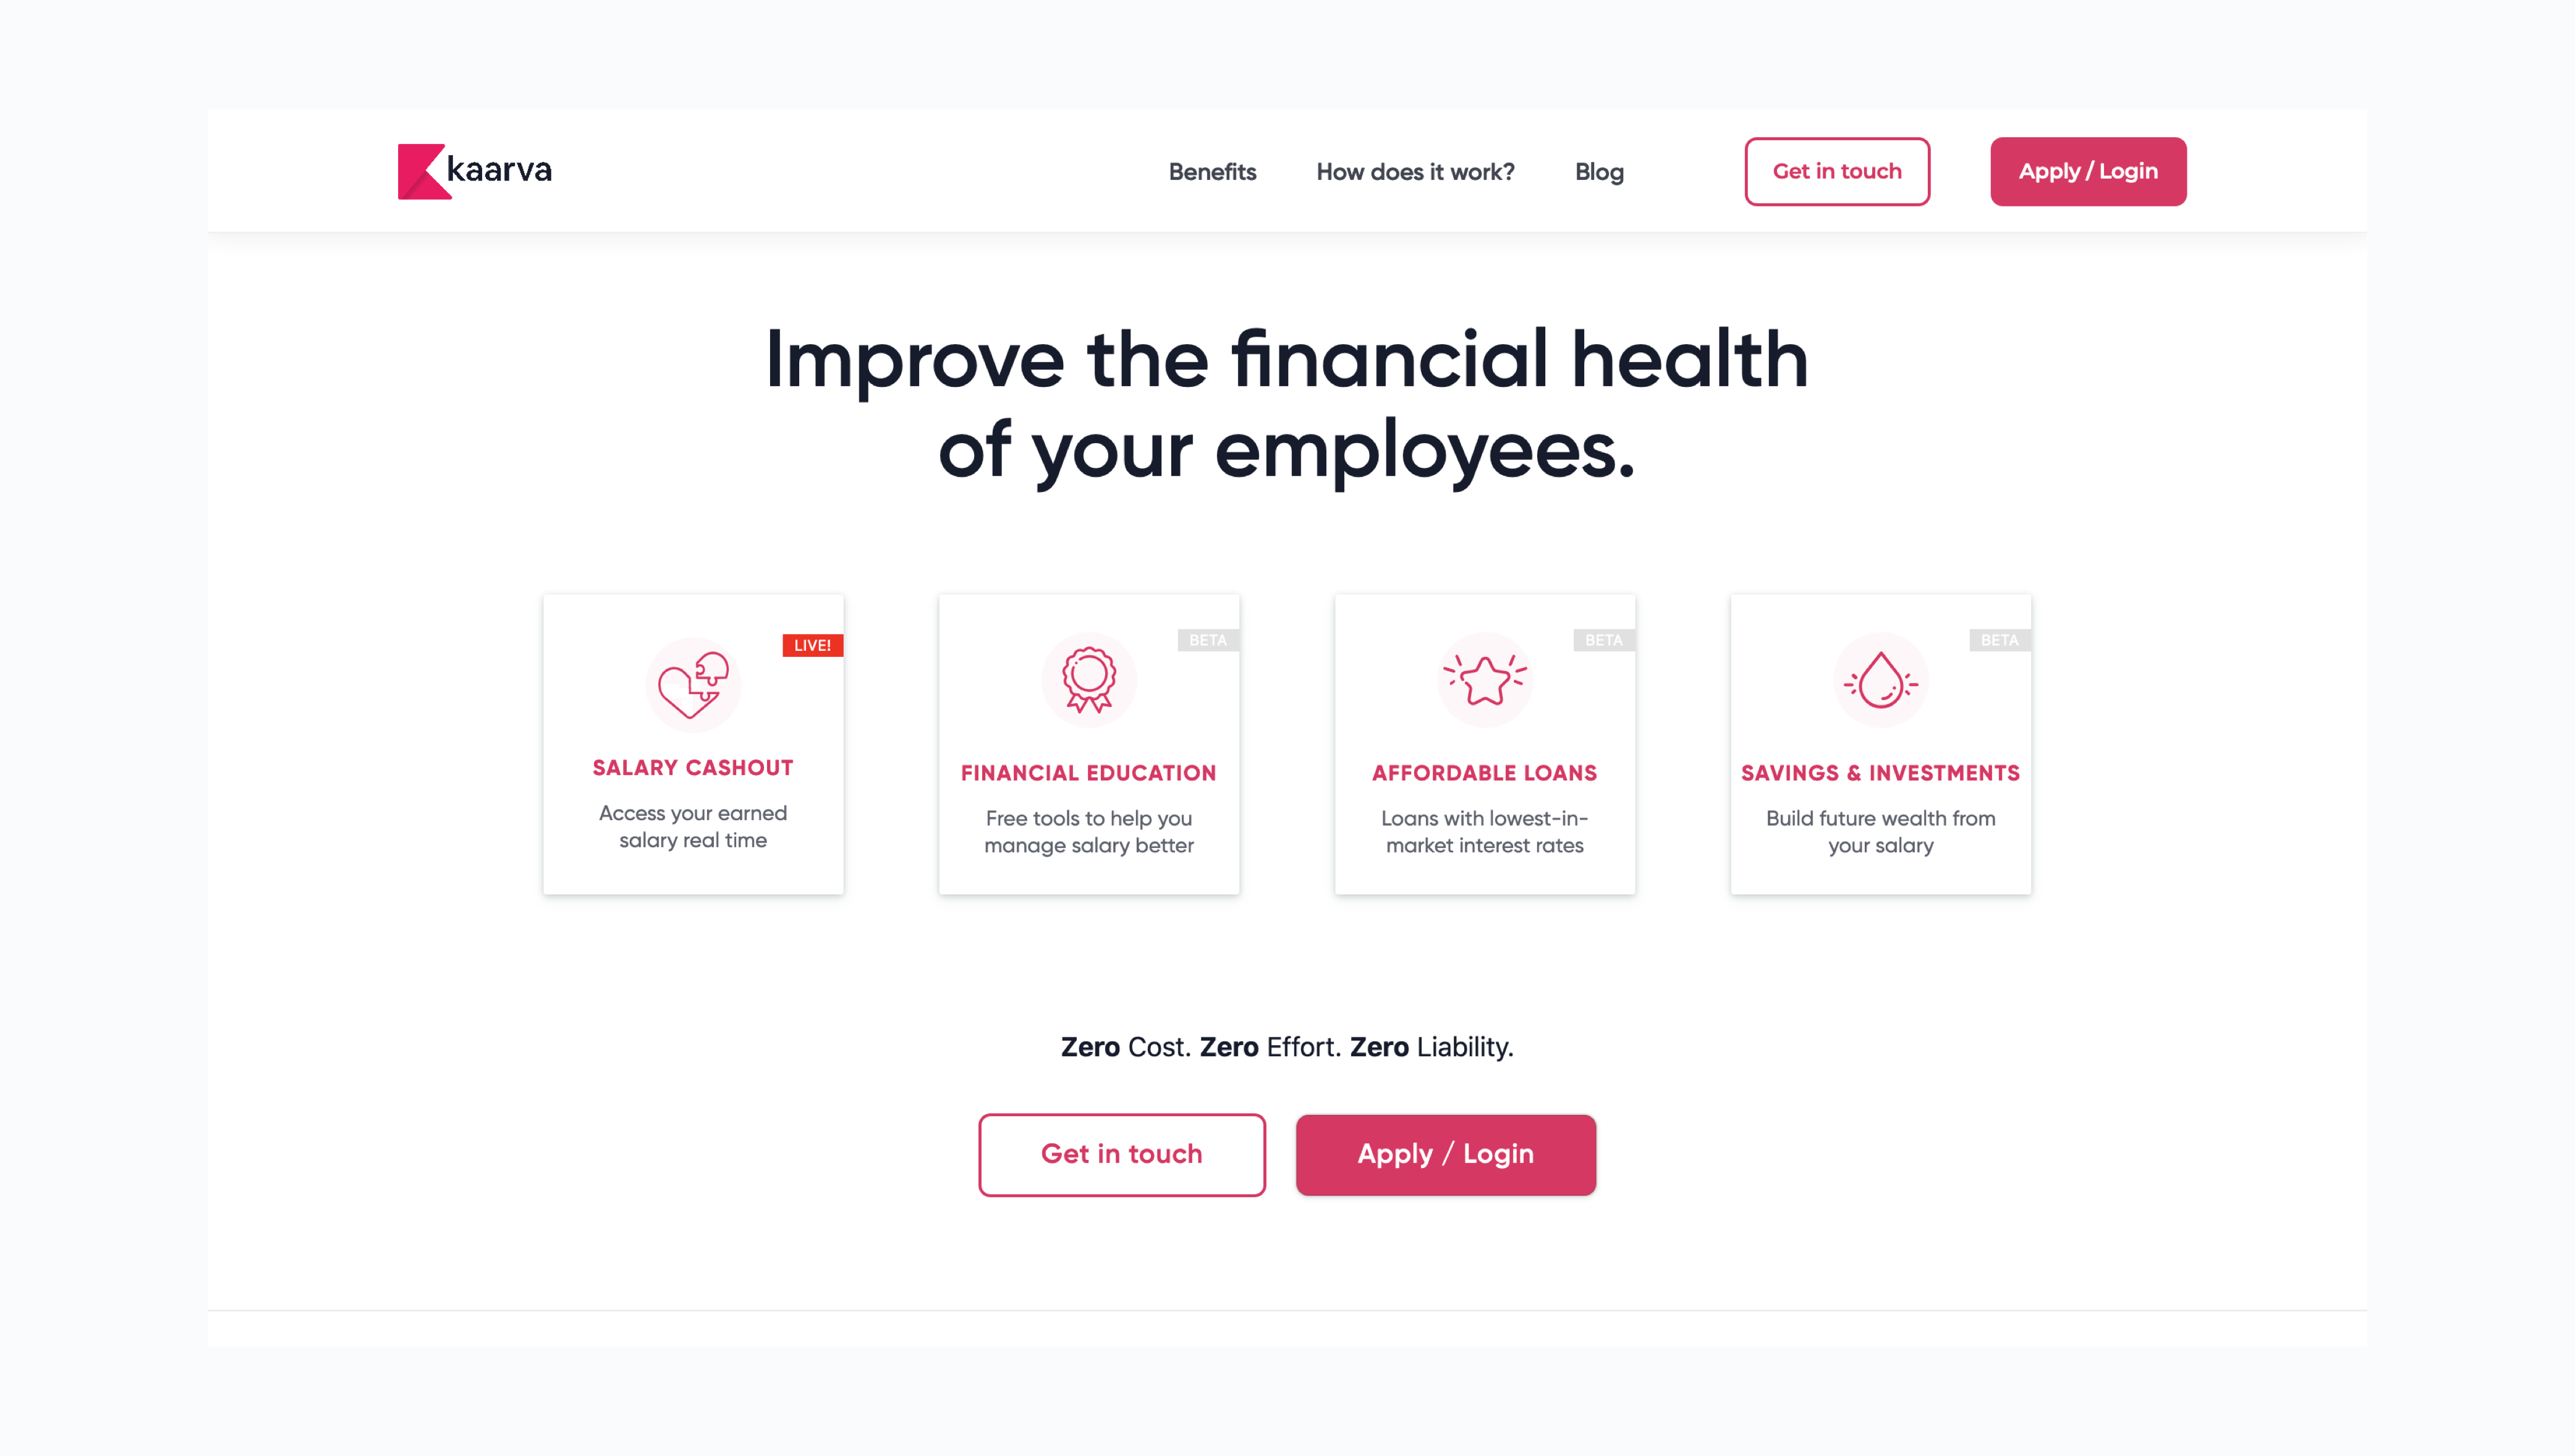 kaarva
Benefits
How does it work?
Blog
Get in touch
Apply / Login
Improve the financial health
of your employees.
LIVE!
SALARY CASHOUT
Access your earned
salary real time
BETA
FINANCIAL EDUCATION
Free tools to help you
manage salary better
BETA
AFFORDABLE LOANS
Loans with lowest-in-
market interest rates
BETA
SAVINGS & INVESTMENTS
Build future wealth from
your salary
Zero Cost. Zero Effort. Zero Liability.
Get in touch
Apply / Login